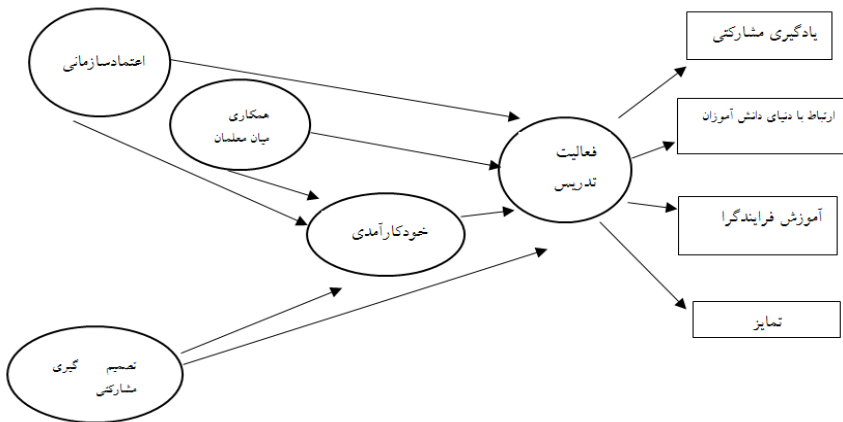 یادگیری مشارکتی
اعتمادسازمانی
همکاری
میان معلمان
ارتباط با دنیای دانش آموزان
فعالیت
تدریس
آموزش فرایندگرا
خودکارآمدی
تمایز
تصمیم گیری
مشارکتی